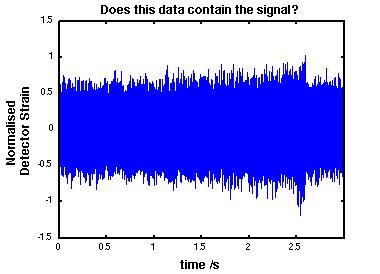 Does this data contain the signal?
1.5
1
0.5
0
-0.5
-1
-1.5
Normalised
Detector Strain
0 0.5 1 1.5 2 2.5
time /s